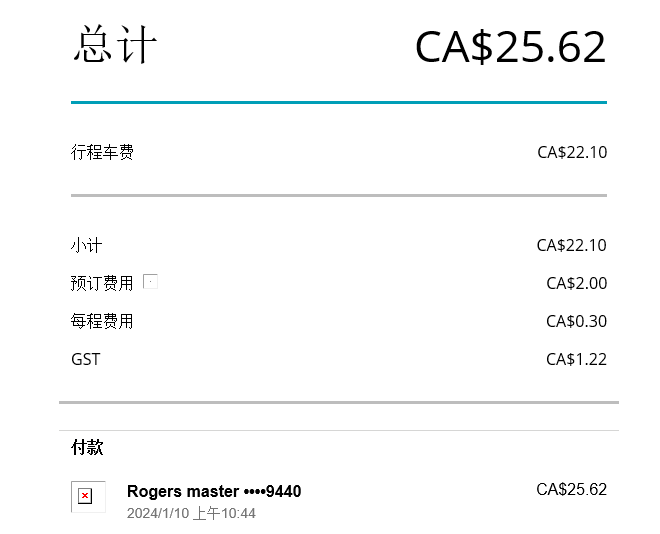 总计 CA$25.62
行程车费 CA$22.10
小计 CA$22.10
预订费用 CA$2.00
每程费用 CA$0.30
GST CA$1.22
付款
Rogers master ••••9440 CA$25.62
2024/1/10 上午10:44